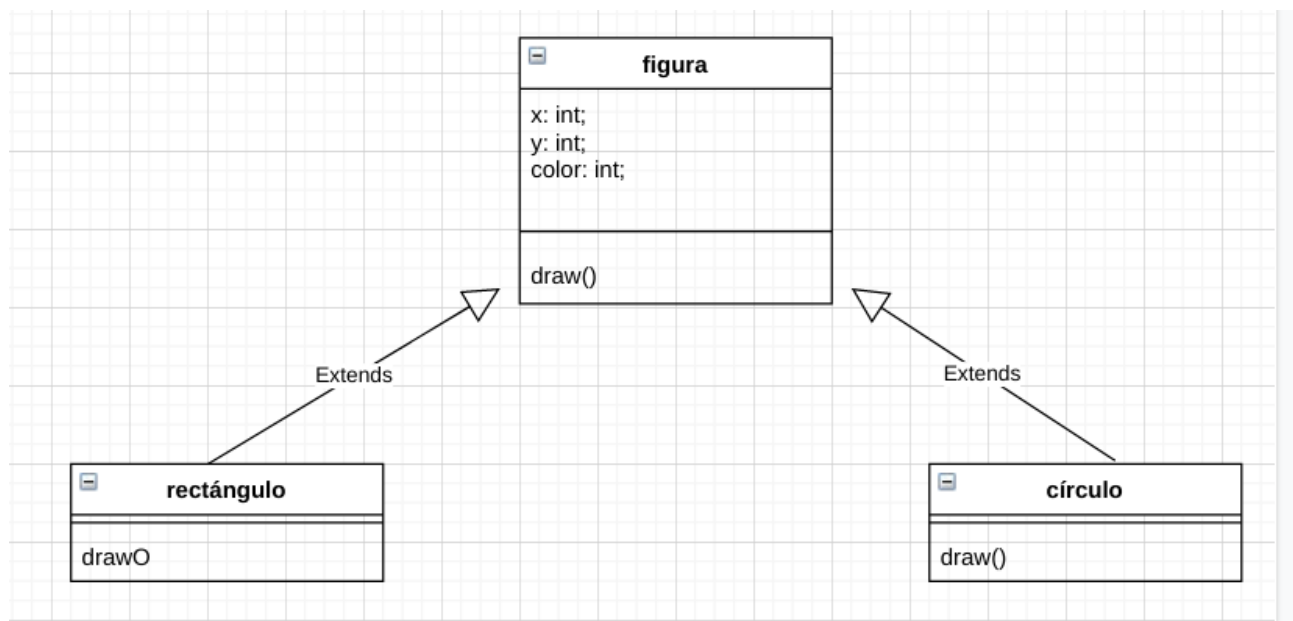 figura
x: int;
y: int;
color: int;
draw()
Extends
Extends
rectángulo
drawO
círculo
draw()